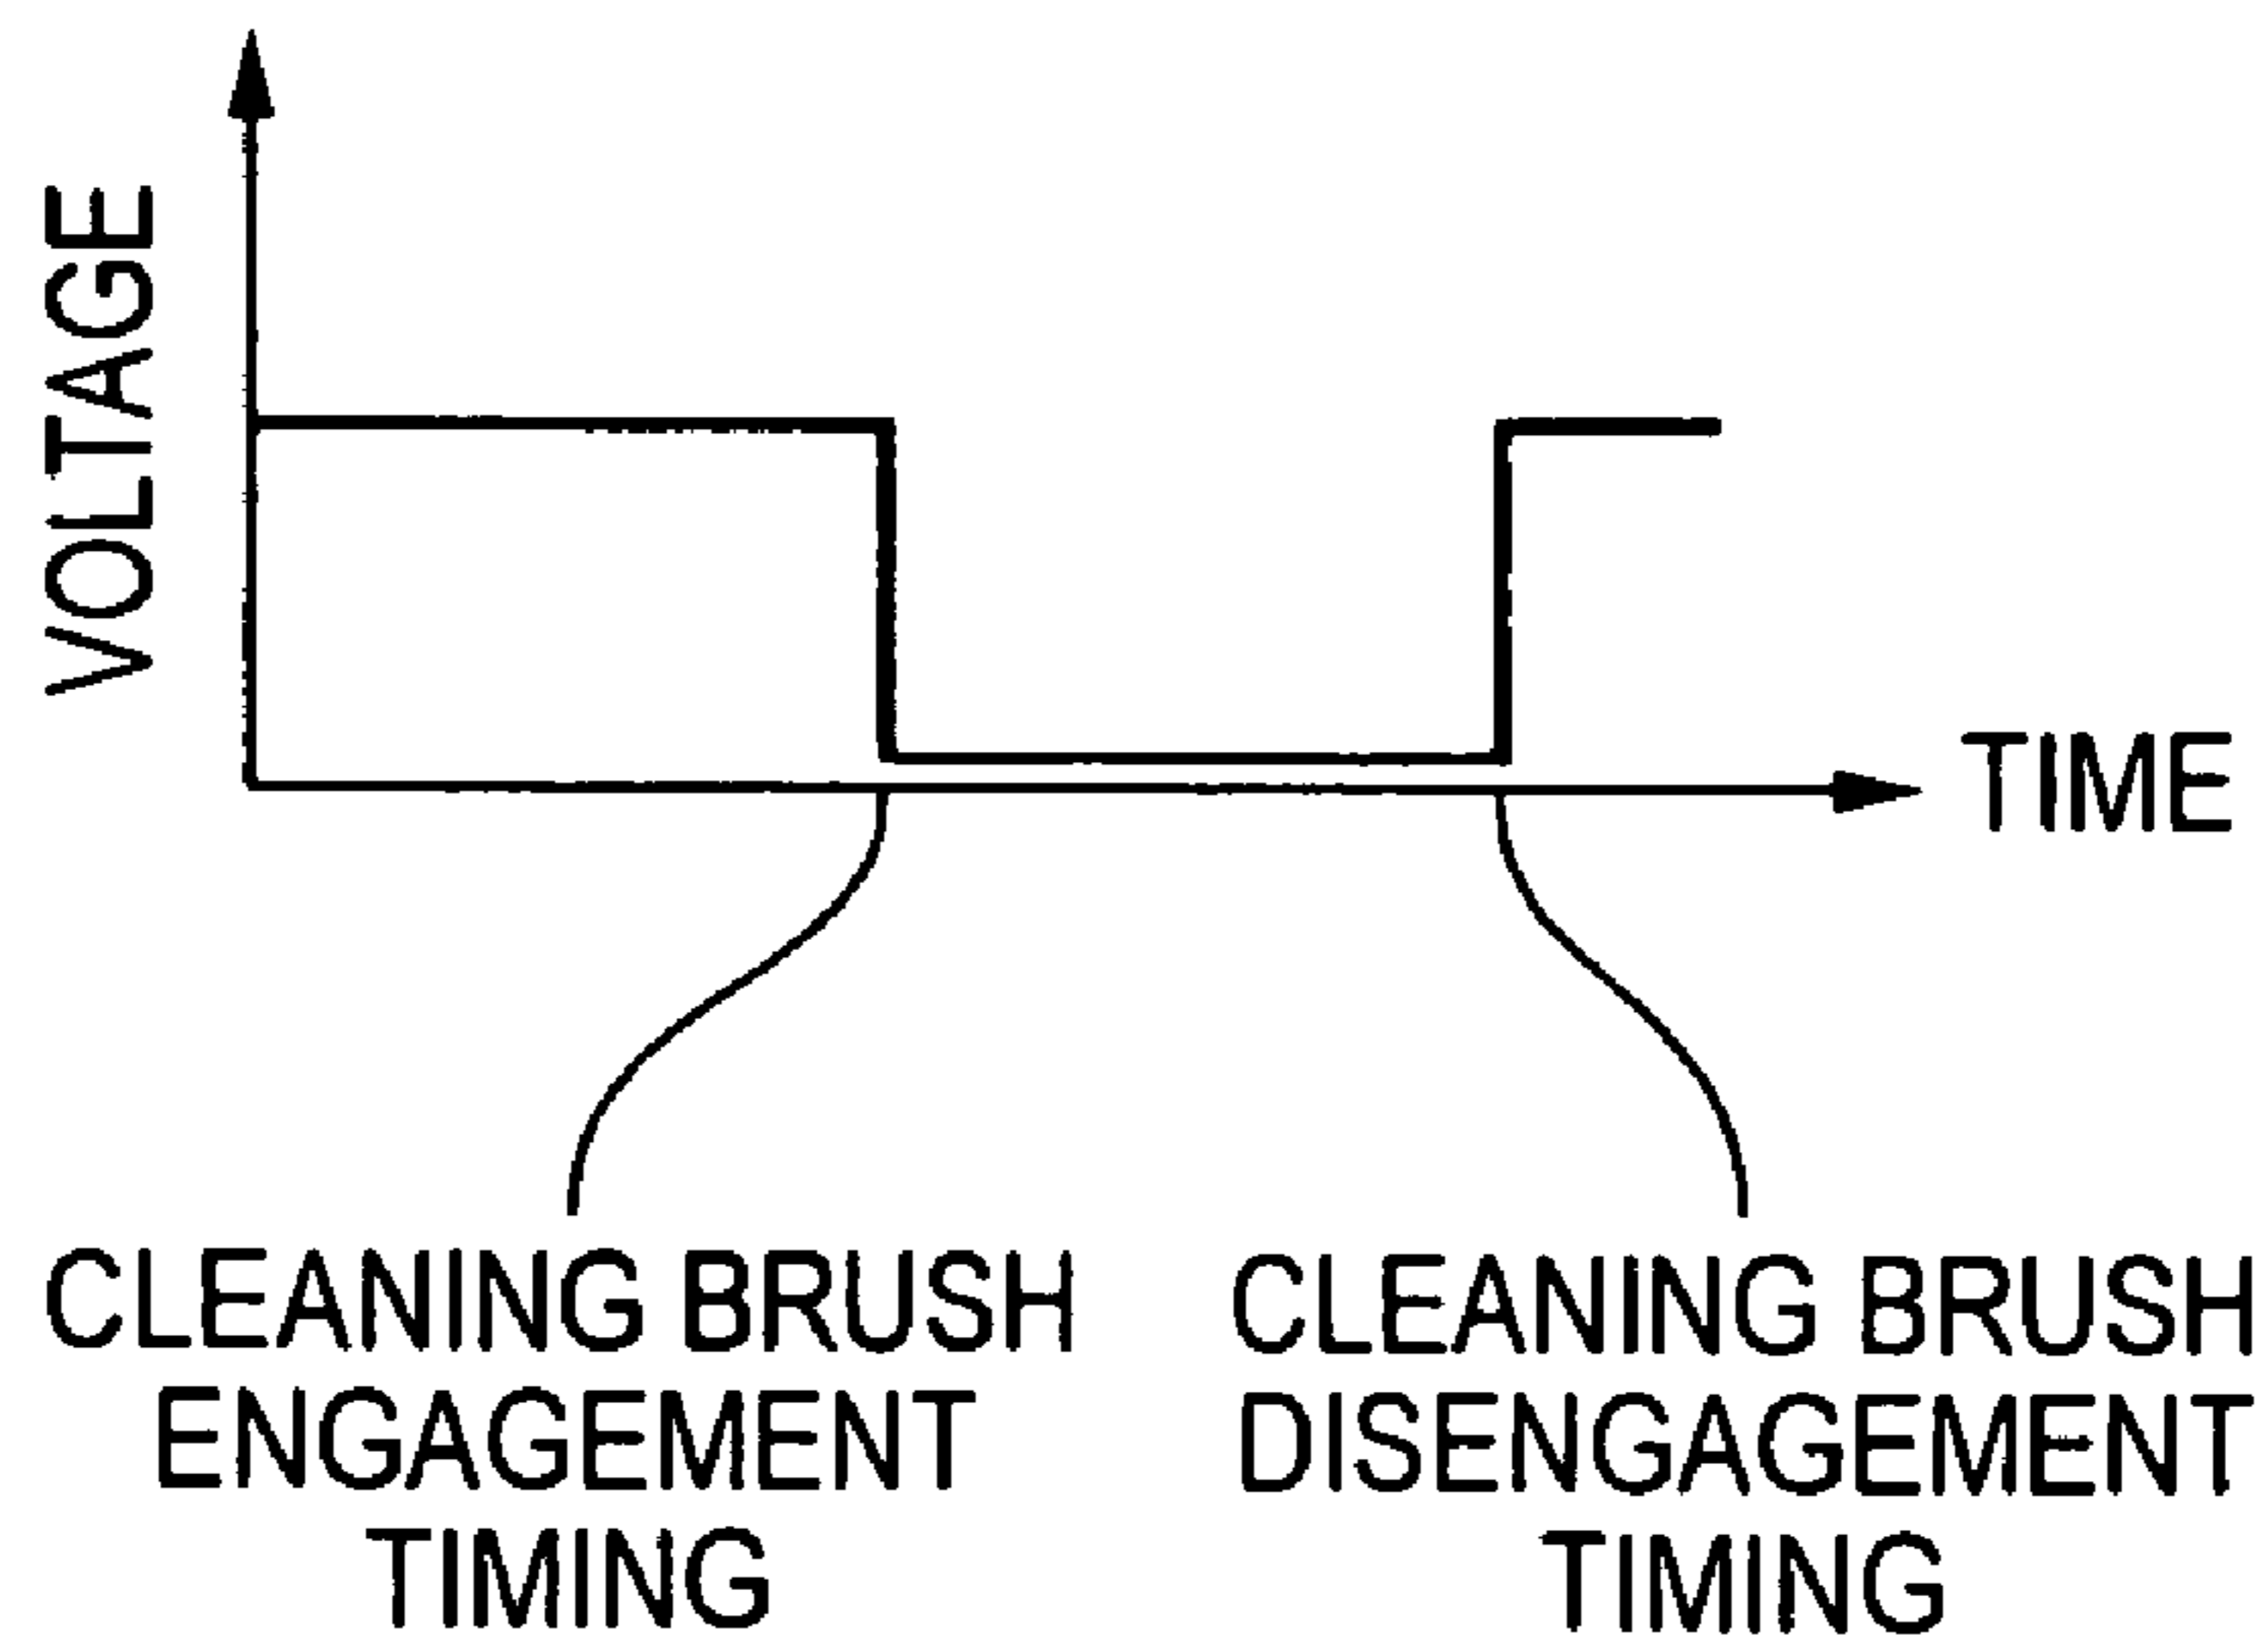 VOLTAGE
TIME
CLEANING BRUSH
ENGAGEMENT
TIMING
CLEANING BRUSH
DISENGAGEMENT
TIMING